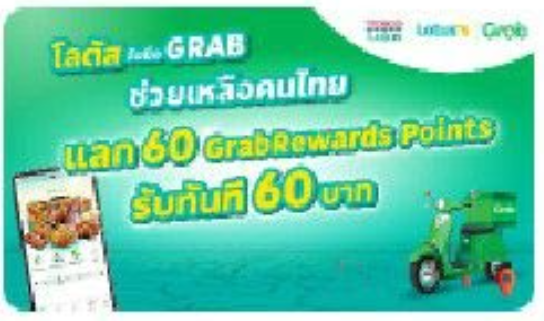 Lotus's Grab
โลตัส จับมือ GRAB
ช่วยเหลือคนไทย
แลก 60 GrabRewards Points
รับทันที 60 บาท
Grab